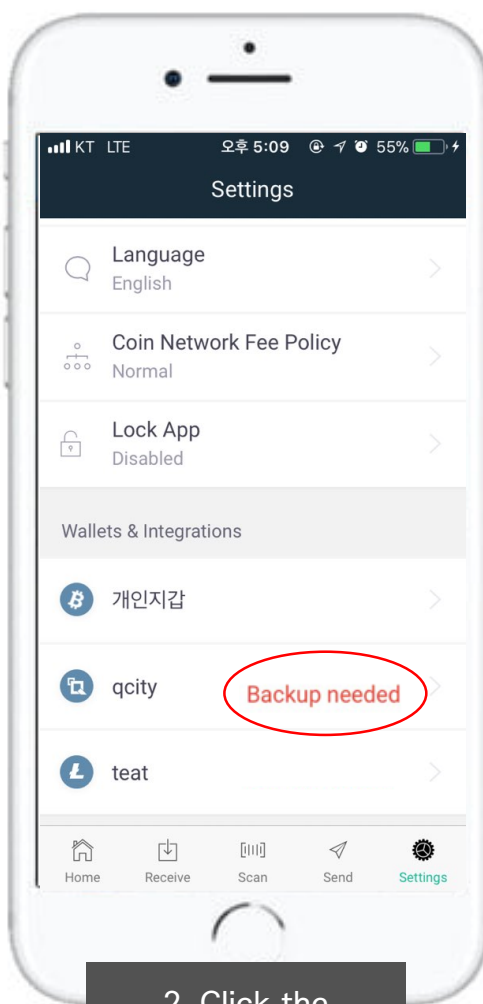 KT LTE 오후 5:09 55%
Settings
Language
English
Coin Network Fee Policy
Normal
Lock App
Disabled
Wallets & Integrations
개인지갑
qcity Backup needed
teat
Home Receive Scan Send Settings
2. Click the